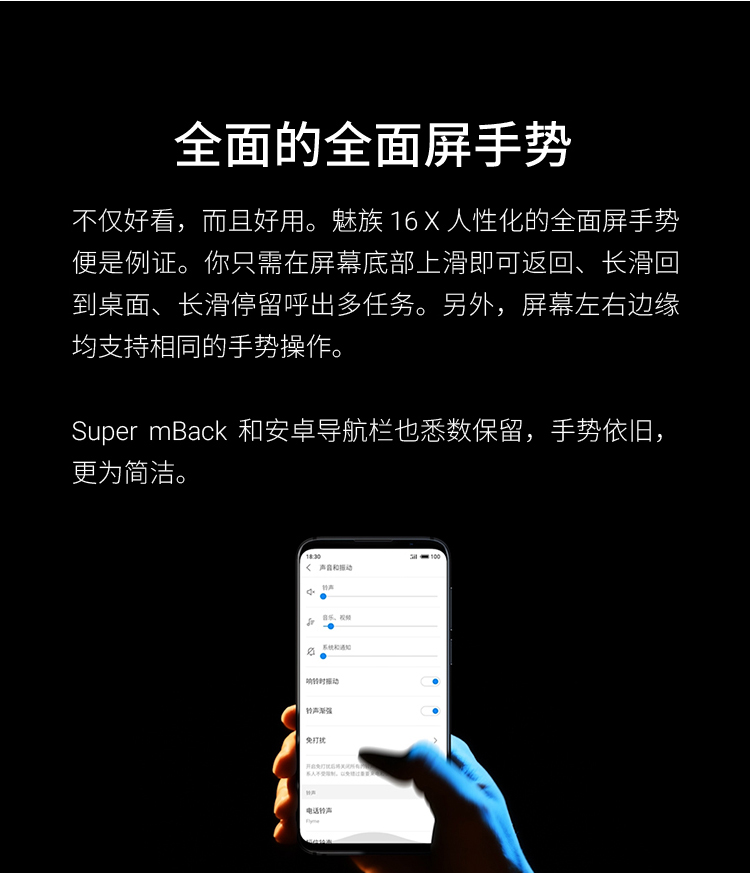 全面的全面屏手势
不仅好看，而且好用。魅族 16 X 人性化的全面屏手势
便是例证。你只需在屏幕底部上滑即可返回、长滑回
到桌面、长滑停留呼出多任务。另外，屏幕左右边缘
均支持相同的手势操作。
Super mBack 和安卓导航栏也悉数保留，手势依旧，
更为简洁。
18:30
100
声音和振动
铃声
音乐、视频
系统和通知
响铃时振动
铃声渐强
免打扰
铃声
电话铃声
Flyme